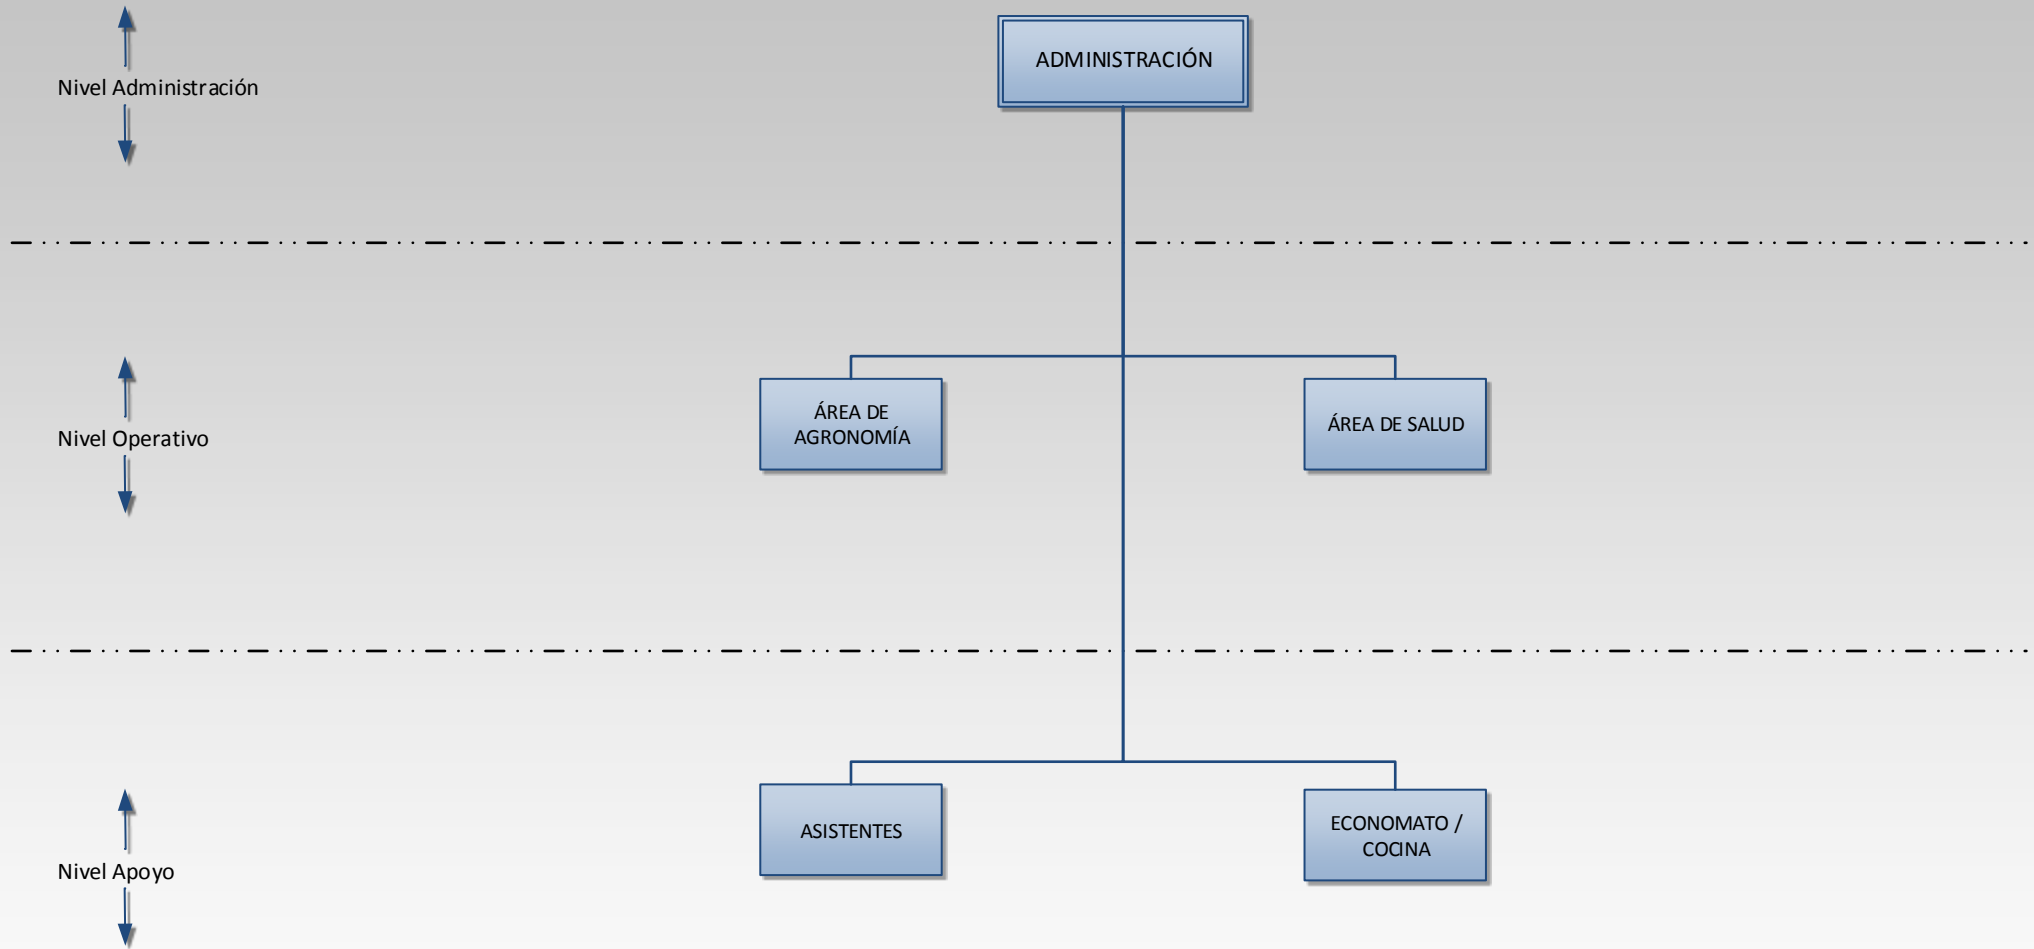 ADMINISTRACIÓN
Nivel Administración
ÁREA DE
AGRONOMÍA
ÁREA DE SALUD
Nivel Operativo
ASISTENTES
ECONOMATO /
COCINA
Nivel Apoyo